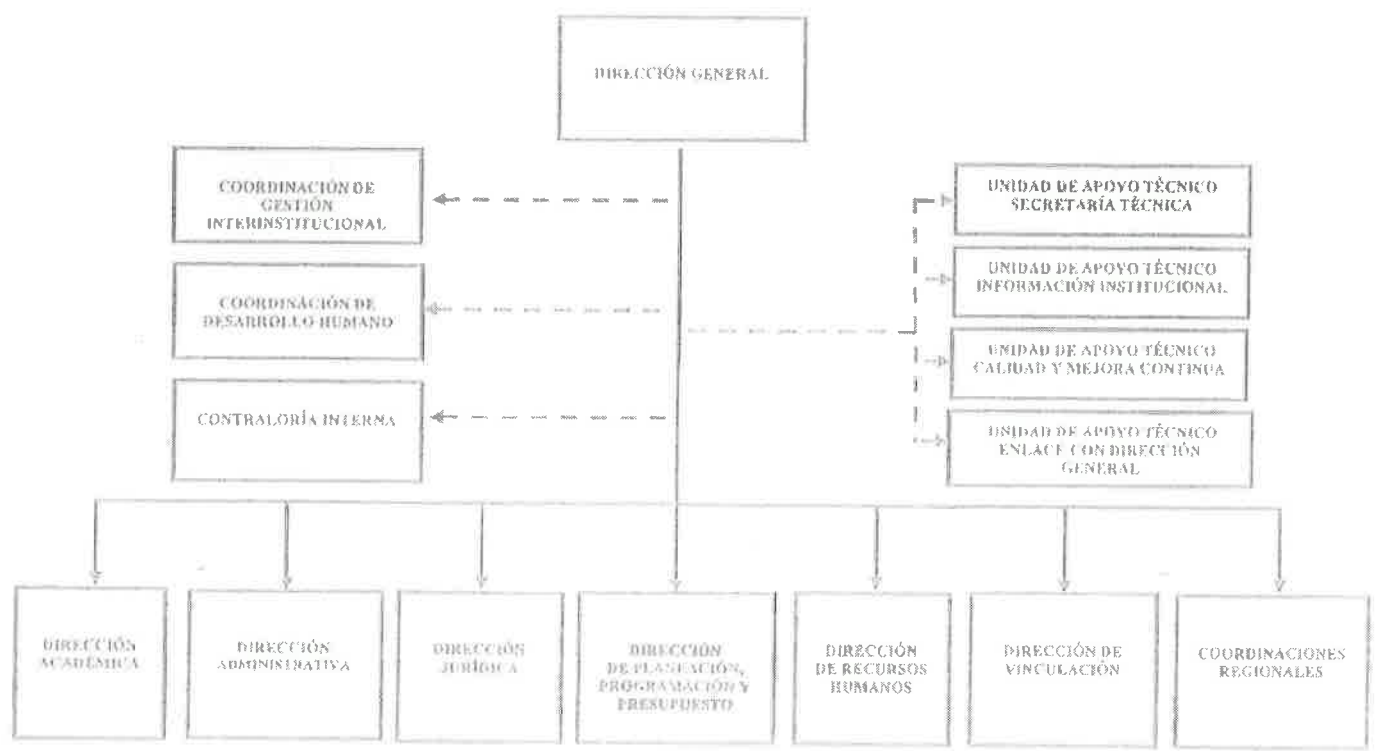 DIRECCIÓN GENERAL
COORDINACIÓN DE
GESTIÓN
INTERINSTITUCIONAL
COORDINACIÓN DE
DESARROLLO HUMANO
CONTRALORÍA INTERNA
UNIDAD DE APOYO TÉCNICO
SECRETARÍA TÉCNICA
UNIDAD DE APOYO TÉCNICO
INFORMACIÓN INSTITUCIONAL
UNIDAD DE APOYO TÉCNICO
CALIDAD Y MEJORA CONTINUA
UNIDAD DE APOYO TÉCNICO
ENLACE CON DIRECCIÓN
GENERAL
DIRECCIÓN
ACADÉMICA
DIRECCIÓN
ADMINISTRATIVA
DIRECCIÓN
JURÍDICA
DIRECCIÓN
DE PLANEACIÓN,
PROGRAMACIÓN Y
PRESUPUESTO
DIRECCIÓN
DE RECURSOS
HUMANOS
DIRECCIÓN DE
VINCULACIÓN
COORDINACIONES
REGIONALES